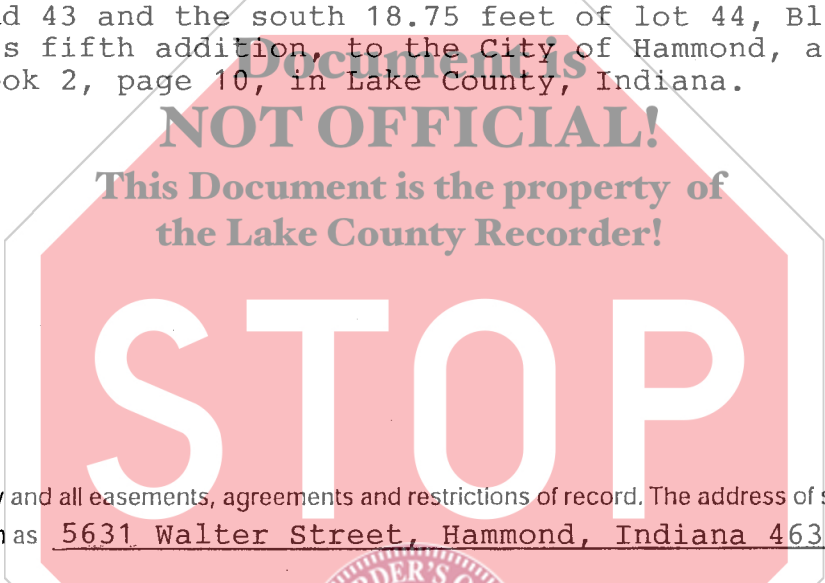 d 43 and the south 18.75 feet of lot 44, Bl
s fifth addition, to the City of Hammond, a
ok 2, page 10, in Lake County, Indiana.
Document is
NOT OFFICIAL!
This Document is the property of
the Lake County Recorder!
STOP
and all easements, agreements and restrictions of record. The address of s
as 5631 Walter Street, Hammond, Indiana 463
RDER'S O